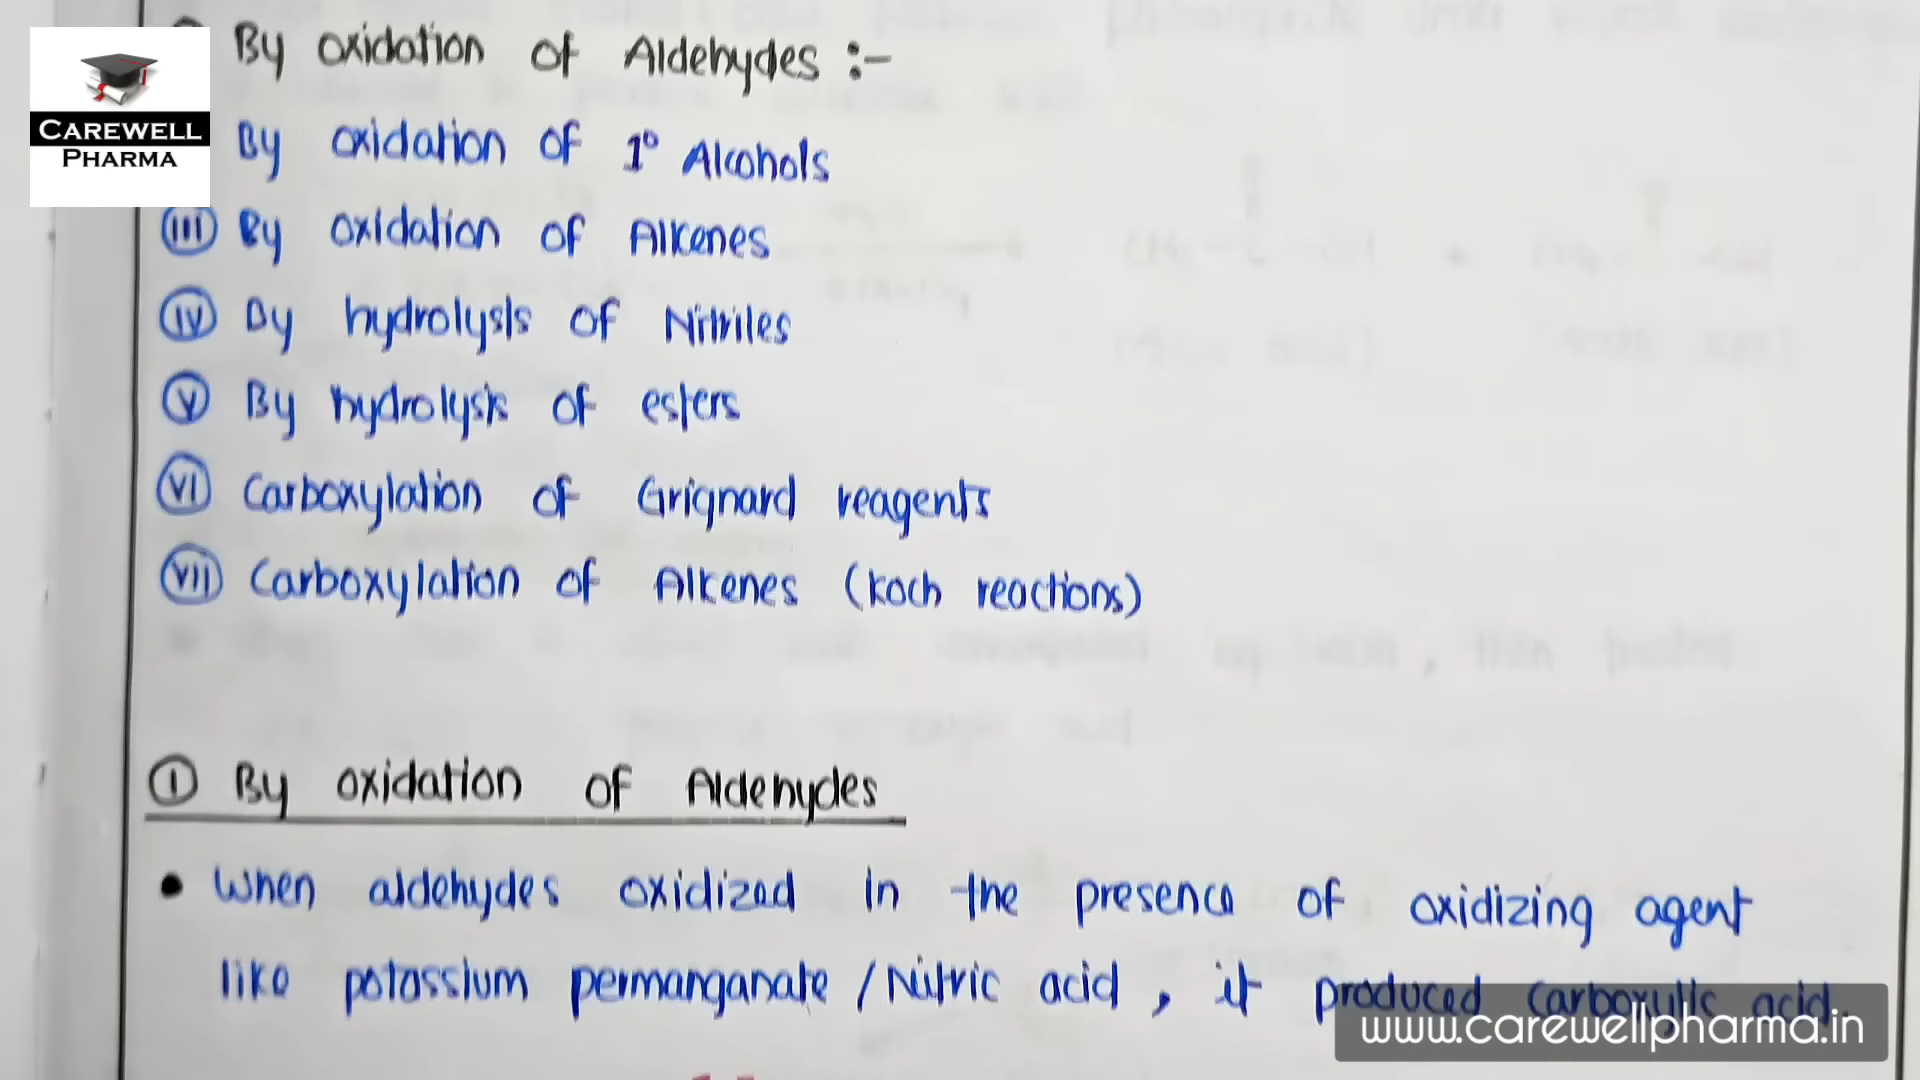 By oxidation of Aldehydes :-
CAREWELL
PHARMA
By oxidation of 1° Alcohols
(iii) By oxidation of Alkenes
(iv) By hydrolysis of Nitriles
(v) By hydrolysis of esters
(vi) Carboxylation of Grignard reagents
(vii) Carboxylation of Alkenes (Koch reactions)
(1) By oxidation of Aldehydes
• When aldehydes oxidized in the presence of oxidizing agent
like potassium permanganate / Nitric acid , it produced carboxylic acid.
www.carewellpharma.in